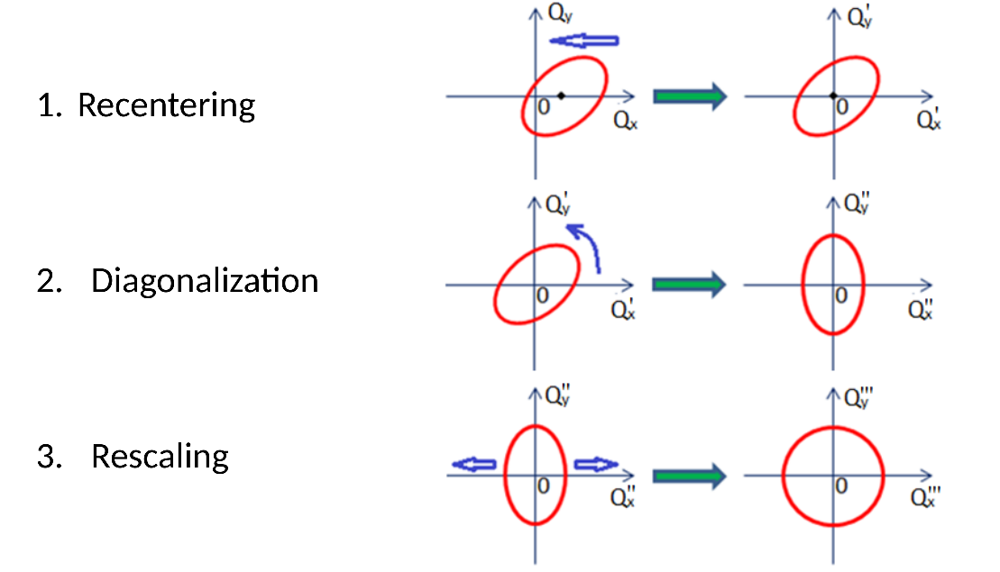 1. Recentering
Qy
0
Qx
Q'y
0
Q'x
2. Diagonalization
Q'y
0
Q'x
Q''y
0
Q''x
3. Rescaling
Q''y
0
Q''x
Q'''y
0
Q'''x